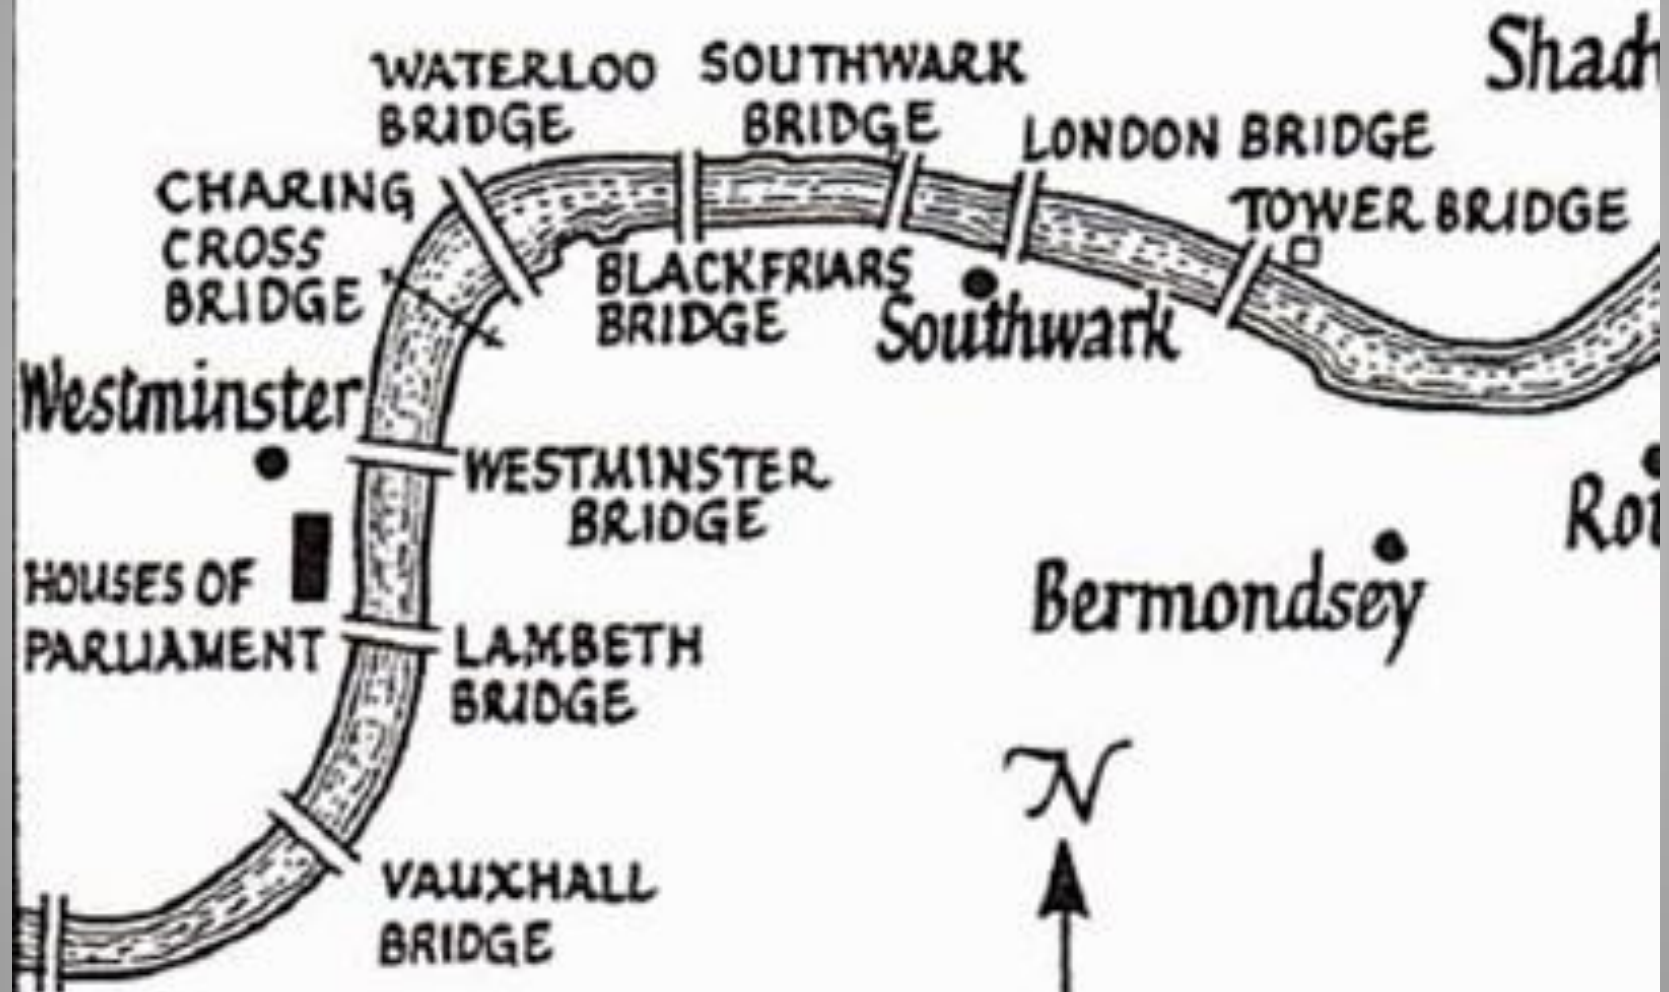 WATERLOO
BRIDGE
SOUTHWARK
BRIDGE
LONDON BRIDGE
TOWER BRIDGE
CHARING
CROSS
BRIDGE
BLACKFRIARS
BRIDGE
Southwark
Westminster
WESTMINSTER
BRIDGE
HOUSES OF
PARLIAMENT
Bermondsey
LAMBETH
BRIDGE
N
VAUXHALL
BRIDGE